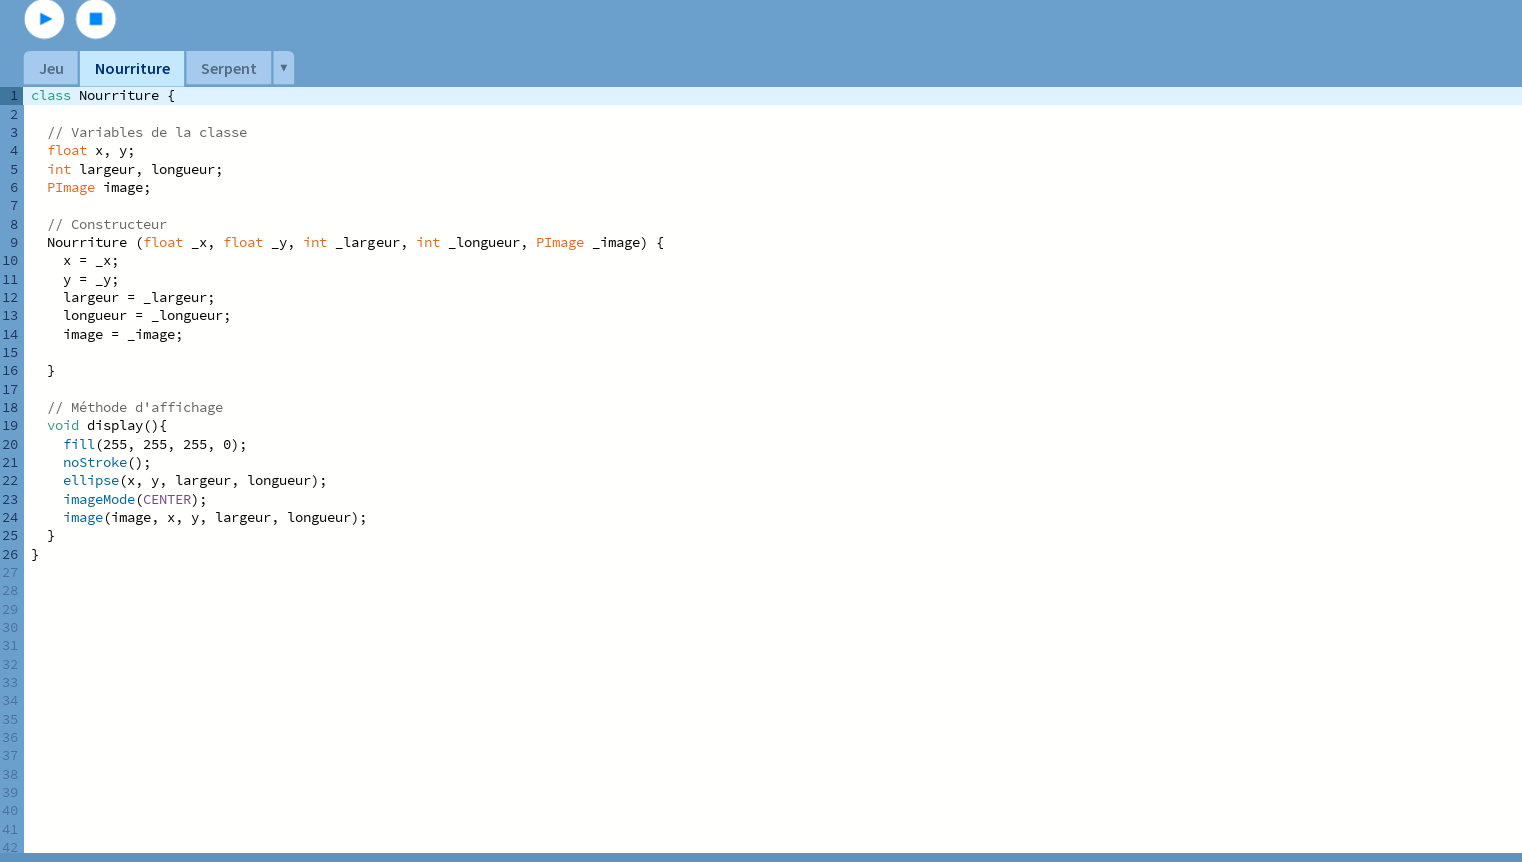 Jeu Nourriture Serpent ▼
1 class Nourriture {
2
3   // Variables de la classe
4   float x, y;
5   int largeur, longueur;
6   PImage image;
7
8   // Constructeur
9   Nourriture (float _x, float _y, int _largeur, int _longueur, PImage _image) {
10     x = _x;
11     y = _y;
12     largeur = _largeur;
13     longueur = _longueur;
14     image = _image;
15
16   }
17
18   // Méthode d'affichage
19   void display(){
20     fill(255, 255, 255, 0);
21     noStroke();
22     ellipse(x, y, largeur, longueur);
23     imageMode(CENTER);
24     image(image, x, y, largeur, longueur);
25   }
26 }
27
28
29
30
31
32
33
34
35
36
37
38
39
40
41
42